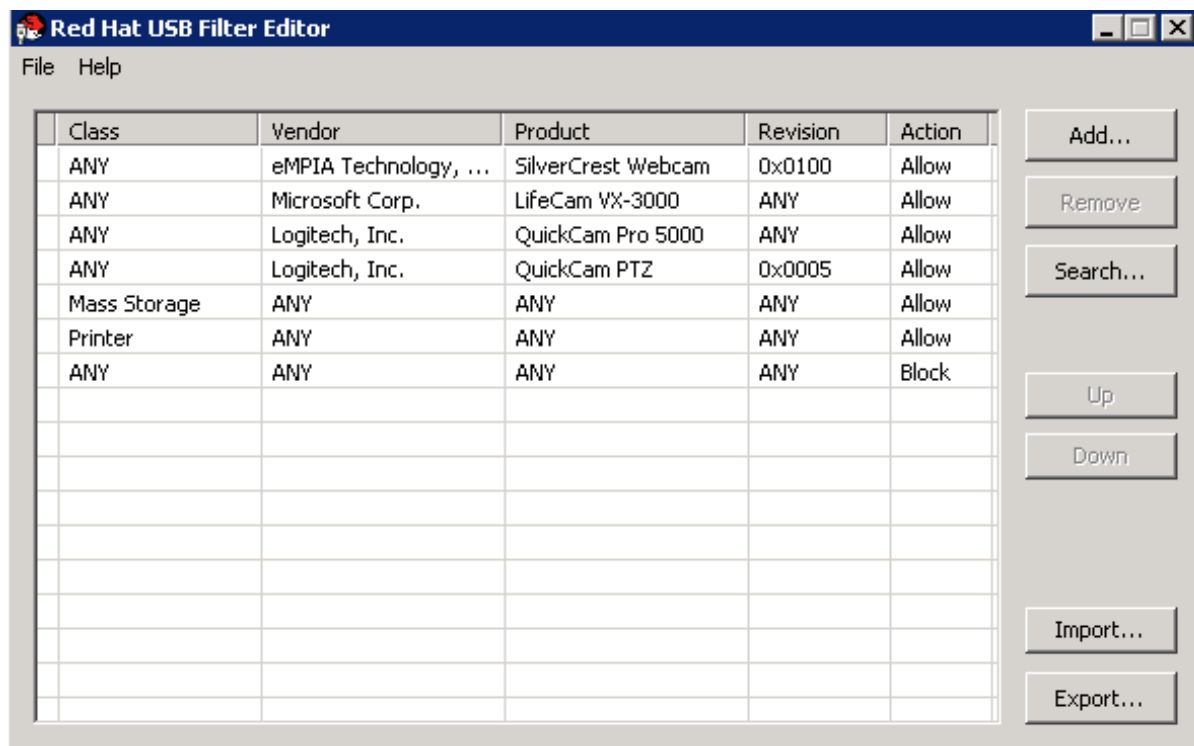 Red Hat USB Filter Editor
File Help
Class Vendor Product Revision Action
ANY eMPIA Technology, ... SilverCrest Webcam 0x0100 Allow
ANY Microsoft Corp. LifeCam VX-3000 ANY Allow
ANY Logitech, Inc. QuickCam Pro 5000 ANY Allow
ANY Logitech, Inc. QuickCam PTZ 0x0005 Allow
Mass Storage ANY ANY ANY Allow
Printer ANY ANY ANY Allow
ANY ANY ANY ANY Block
Add...
Remove
Search...
Up
Down
Import...
Export...